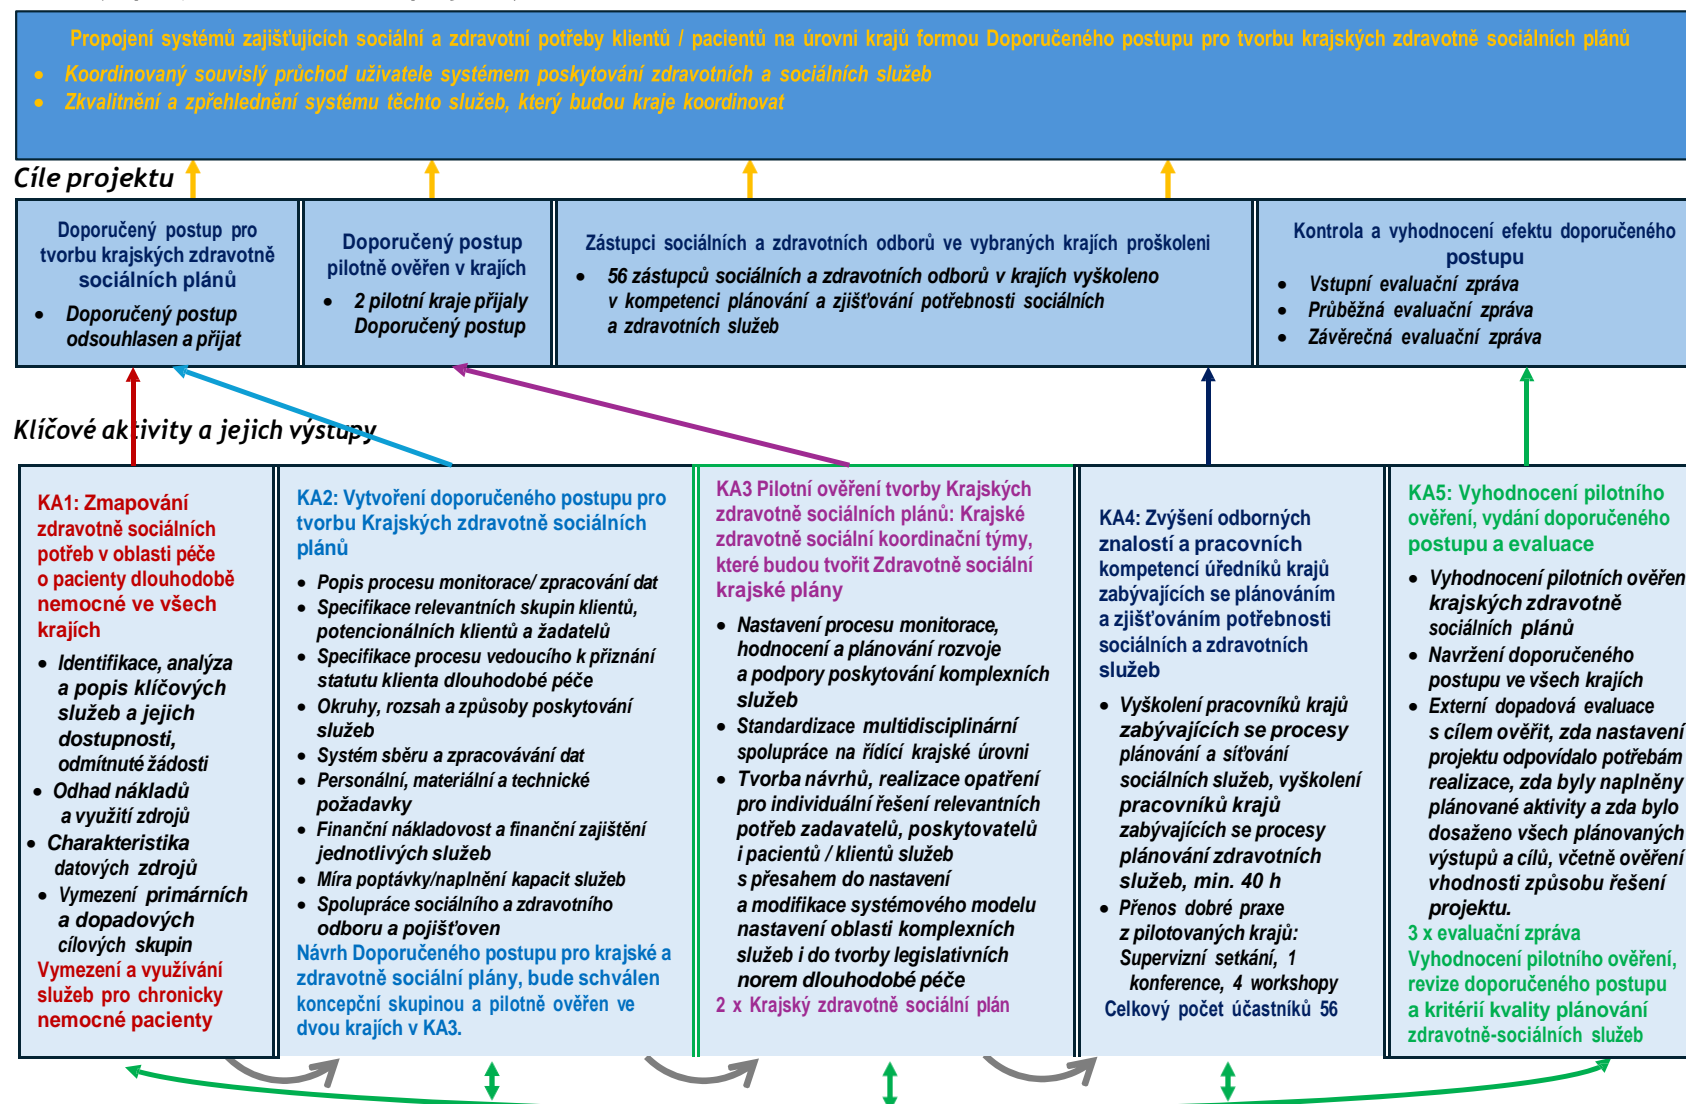 Propojení systémů zajišťujících sociální a zdravotní potřeby klientů / pacientů na úrovni krajů formou Doporučeného postupu pro tvorbu krajských zdravotně sociálních plánů
• Koordinovaný souvislý průchod uživatele systémem poskytování zdravotních a sociálních služeb
• Zkvalitnění a zpřehlednění systému těchto služeb, který budou kraje koordinovat
Cíle projektu
Doporučený postup pro
tvorbu krajských zdravotně
sociálních plánů
• Doporučený postup
odsouhlasen a přijat
Doporučený postup
pilotně ověřen v krajích
• 2 pilotní kraje přijaly
Doporučený postup
Zástupci sociálních a zdravotních odborů ve vybraných krajích proškoleni
• 56 zástupců sociálních a zdravotních odborů v krajích vyškoleno
v kompetenci plánování a zjišťování potřebnosti sociálních
a zdravotních služeb
Kontrola a vyhodnocení efektu doporučeného
postupu
• Vstupní evaluační zpráva
• Průběžná evaluační zpráva
• Závěrečná evaluační zpráva
Klíčové aktivity a jejich výstupy
KA1: Zmapování
zdravotně sociálních
potřeb v oblasti péče
o pacienty dlouhodobě
nemocné ve všech
krajích
• Identifikace, analýza
a popis klíčových
služeb a jejich
dostupnosti,
odmítnuté žádosti
• Odhad nákladů
a využití zdrojů
• Charakteristika
datových zdrojů
• Vymezení primárních
a dopadových
cílových skupin
Vymezení a využívání
služeb pro chronicky
nemocné pacienty
KA2: Vytvoření doporučeného postupu pro
tvorbu Krajských zdravotně sociálních
plánů
• Popis procesu monitorace/ zpracování dat
• Specifikace relevantních skupin klientů,
potencionálních klientů a žadatelů
• Specifikace procesu vedoucího k přiznání
statutu klienta dlouhodobé péče
• Okruhy, rozsah a způsoby poskytování
služeb
• Systém sběru a zpracovávání dat
• Personální, materiální a technické
požadavky
• Finanční nákladovost a finanční zajištění
jednotlivých služeb
• Míra poptávky/naplnění kapacit služeb
• Spolupráce sociálního a zdravotního
odboru a pojišťoven
Návrh Doporučeného postupu pro krajské a
zdravotně sociální plány, bude schválen
koncepční skupinou a pilotně ověřen ve
dvou krajích v KA3.
KA3 Pilotní ověření tvorby Krajských
zdravotně sociálních plánů: Krajské
zdravotně sociální koordinační týmy,
které budou tvořit Zdravotně sociální
krajské plány
• Nastavení procesu monitorace,
hodnocení a plánování rozvoje
a podpory poskytování komplexních
služeb
• Standardizace multidisciplinární
spolupráce na řídící krajské úrovni
• Tvorba návrhů, realizace opatření
pro individuální řešení relevantních
potřeb zadavatelů, poskytovatelů
i pacientů / klientů služeb
s přesahem do nastavení
a modifikace systémového modelu
nastavení oblasti komplexních
služeb i do tvorby legislativních
norem dlouhodobé péče
2 x Krajský zdravotně sociální plán
KA4: Zvýšení odborných
znalostí a pracovních
kompetencí úředníků krajů
zabývajících se plánováním
a zjišťováním potřebnosti
sociálních a zdravotních
služeb
• Vyškolení pracovníků krajů
zabývajících se procesy
plánování a síťování
sociálních služeb, vyškolení
pracovníků krajů
zabývajících se procesy
plánování zdravotních
služeb, min. 40 h
• Přenos dobré praxe
z pilotovaných krajů:
Supervizní setkání, 1
konference, 4 workshopy
Celkový počet účastníků 56
KA5: Vyhodnocení pilotního
ověření, vydání doporučeného
postupu a evaluace
• Vyhodnocení pilotních ověřen
krajských zdravotně
sociálních plánů
• Navržení doporučeného
postupu ve všech krajích
• Externí dopadová evaluace
s cílem ověřit, zda nastavení
projektu odpovídalo potřebám
realizace, zda byly naplněny
plánované aktivity a zda bylo
dosaženo všech plánovaných
výstupů a cílů, včetně ověření
vhodnosti způsobu řešení
projektu.
3 x evaluační zpráva
Vyhodnocení pilotního ověření,
revize doporučeného postupu
a kritérií kvality plánování
zdravotně-sociálních služeb